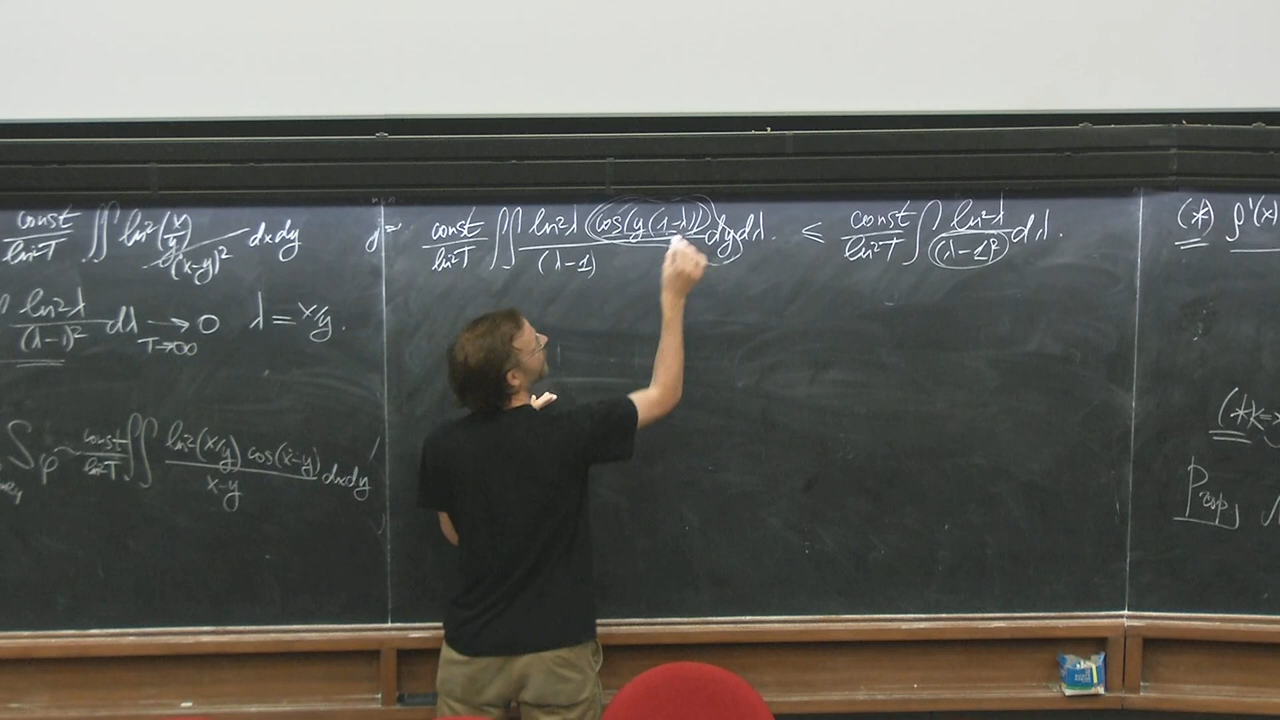 const/ln²T ∬ ln²(x/y)/(x-y)² dxdy
ln²λ/(λ-1)² dλ → 0 T→∞ λ = x/y.
S φ ~ const/ln²T ∬ ln²(x/y) cos(x-y)/x-y dxdy
= const/ln²T ∬ ln²λ cos(y(1-λ))/(λ-1) dy dλ. ≤ const/ln²T ∫ ln²λ/(λ-1)² dλ.
(*) ρ'(x)
(*)
Prop